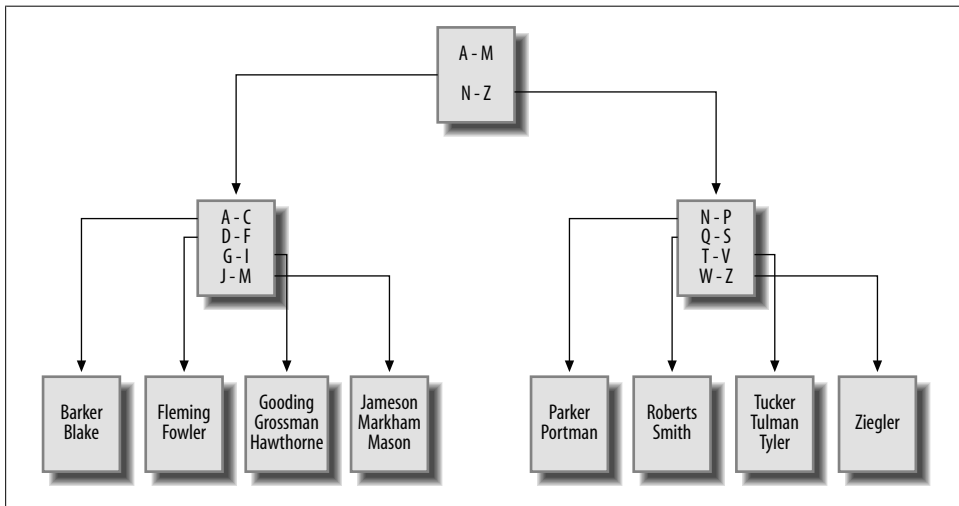 A - M
N - Z
A - C
D - F
G - I
J - M
N - P
Q - S
T - V
W - Z
Barker
Blake
Fleming
Fowler
Gooding
Grossman
Hawthorne
Jameson
Markham
Mason
Parker
Portman
Roberts
Smith
Tucker
Tulman
Tyler
Ziegler